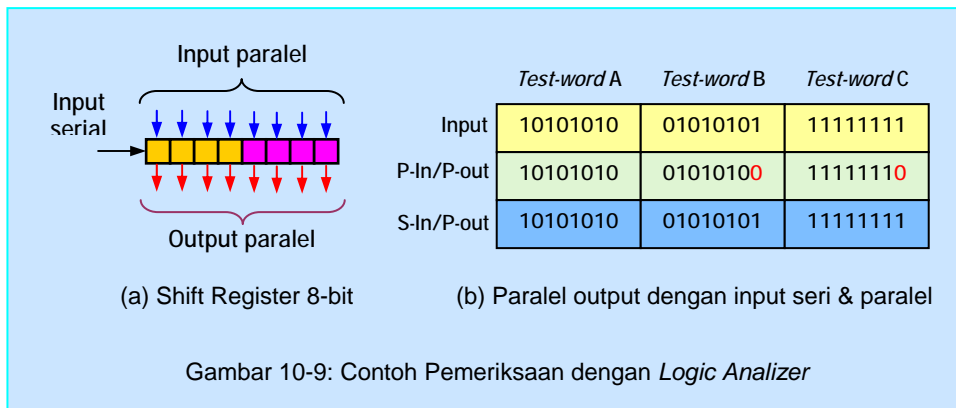 Input paralel
Input serial
Output paralel
(a) Shift Register 8-bit
Test-word A Test-word B Test-word C
Input 10101010 01010101 11111111
P-In/P-out 10101010 01010100 11111110
S-In/P-out 10101010 01010101 11111111
(b) Paralel output dengan input seri & paralel
Gambar 10-9: Contoh Pemeriksaan dengan Logic Analizer